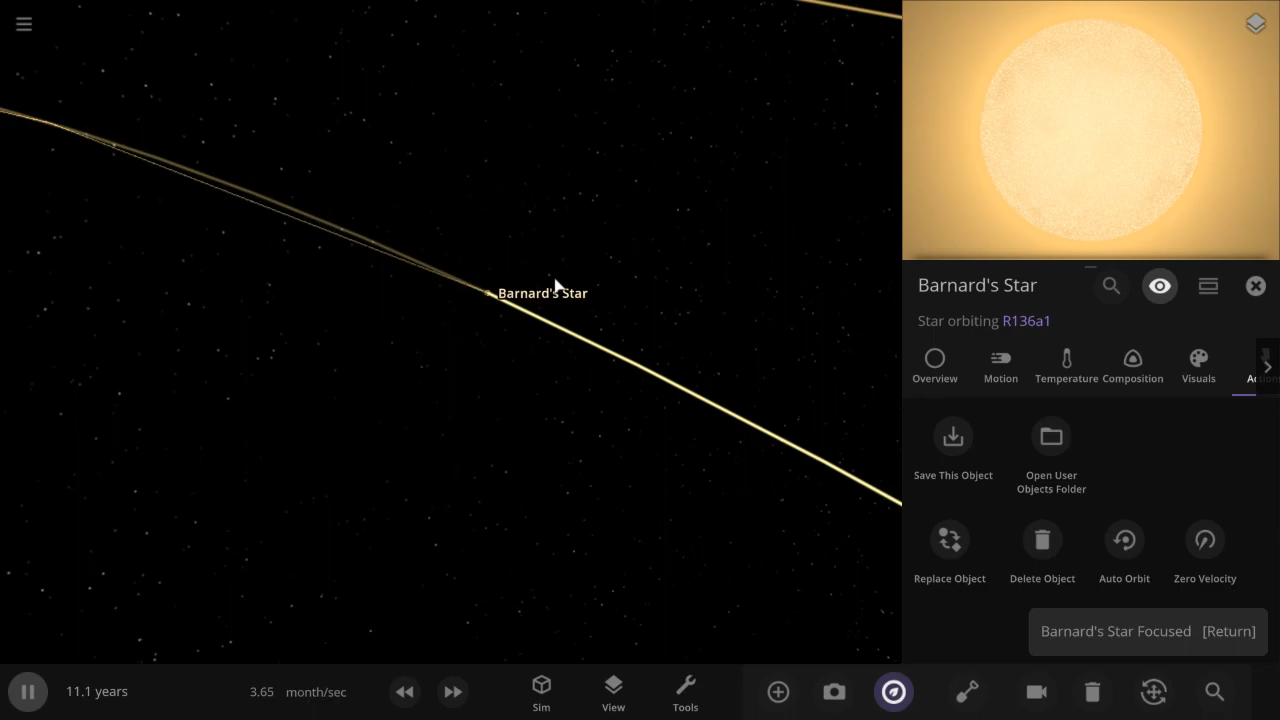 Barnard's Star
Barnard's Star
Star orbiting R136a1
Overview Motion Temperature Composition Visuals
Save This Object Open User
Objects Folder
Replace Object Delete Object Auto Orbit Zero Velocity
Barnard's Star Focused [Return]
11.1 years 3.65 month/sec Sim View Tools